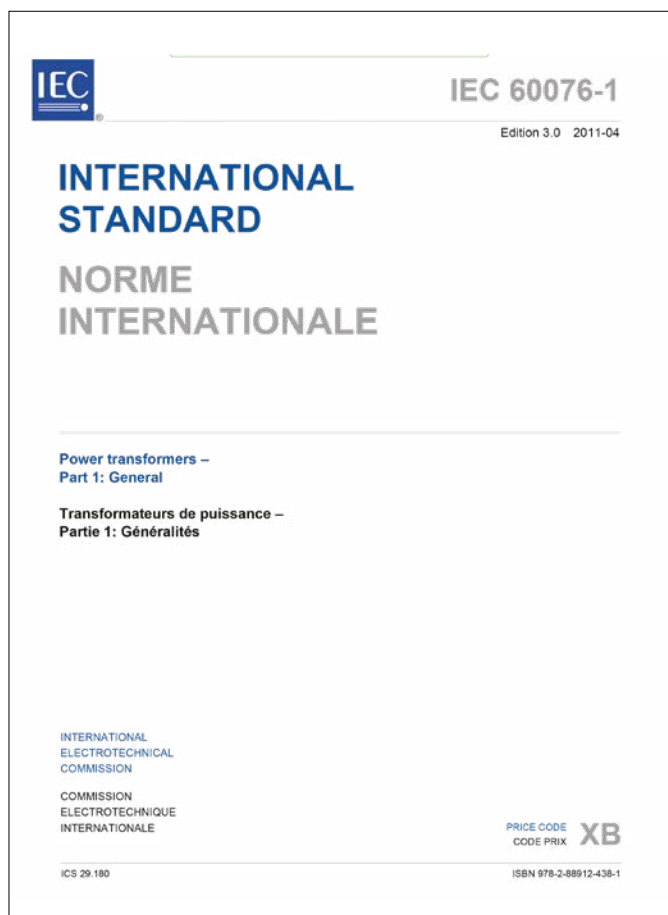 IEC
®
IEC 60076-1
Edition 3.0 2011-04
INTERNATIONAL
STANDARD
NORME
INTERNATIONALE
Power transformers –
Part 1: General
Transformateurs de puissance –
Partie 1: Généralités
INTERNATIONAL
ELECTROTECHNICAL
COMMISSION
COMMISSION
ELECTROTECHNIQUE
INTERNATIONALE
PRICE CODE
CODE PRIX
XB
ICS 29.180
ISBN 978-2-88912-438-1